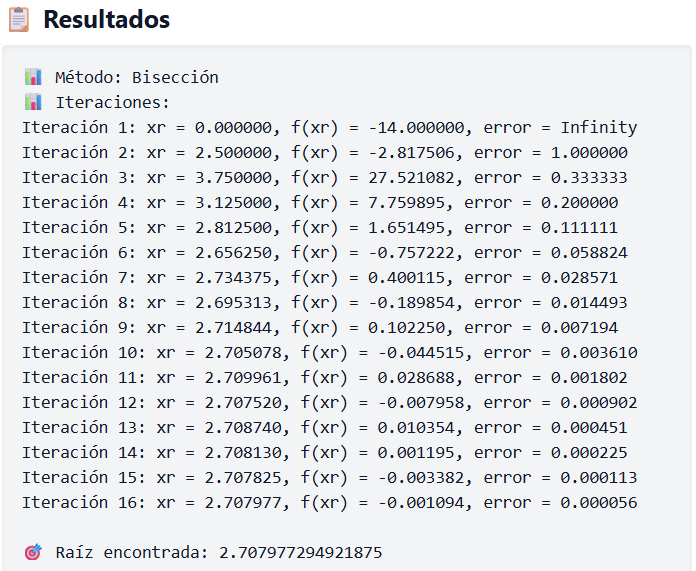 📋 Resultados
📊 Método: Bisección
📊 Iteraciones:
Iteración 1: xr = 0.000000, f(xr) = -14.000000, error = Infinity
Iteración 2: xr = 2.500000, f(xr) = -2.817506, error = 1.000000
Iteración 3: xr = 3.750000, f(xr) = 27.521082, error = 0.333333
Iteración 4: xr = 3.125000, f(xr) = 7.759895, error = 0.200000
Iteración 5: xr = 2.812500, f(xr) = 1.651495, error = 0.111111
Iteración 6: xr = 2.656250, f(xr) = -0.757222, error = 0.058824
Iteración 7: xr = 2.734375, f(xr) = 0.400115, error = 0.028571
Iteración 8: xr = 2.695313, f(xr) = -0.189854, error = 0.014493
Iteración 9: xr = 2.714844, f(xr) = 0.102250, error = 0.007194
Iteración 10: xr = 2.705078, f(xr) = -0.044515, error = 0.003610
Iteración 11: xr = 2.709961, f(xr) = 0.028688, error = 0.001802
Iteración 12: xr = 2.707520, f(xr) = -0.007958, error = 0.000902
Iteración 13: xr = 2.708740, f(xr) = 0.010354, error = 0.000451
Iteración 14: xr = 2.708130, f(xr) = 0.001195, error = 0.000225
Iteración 15: xr = 2.707825, f(xr) = -0.003382, error = 0.000113
Iteración 16: xr = 2.707977, f(xr) = -0.001094, error = 0.000056
🎯 Raíz encontrada: 2.707977294921875